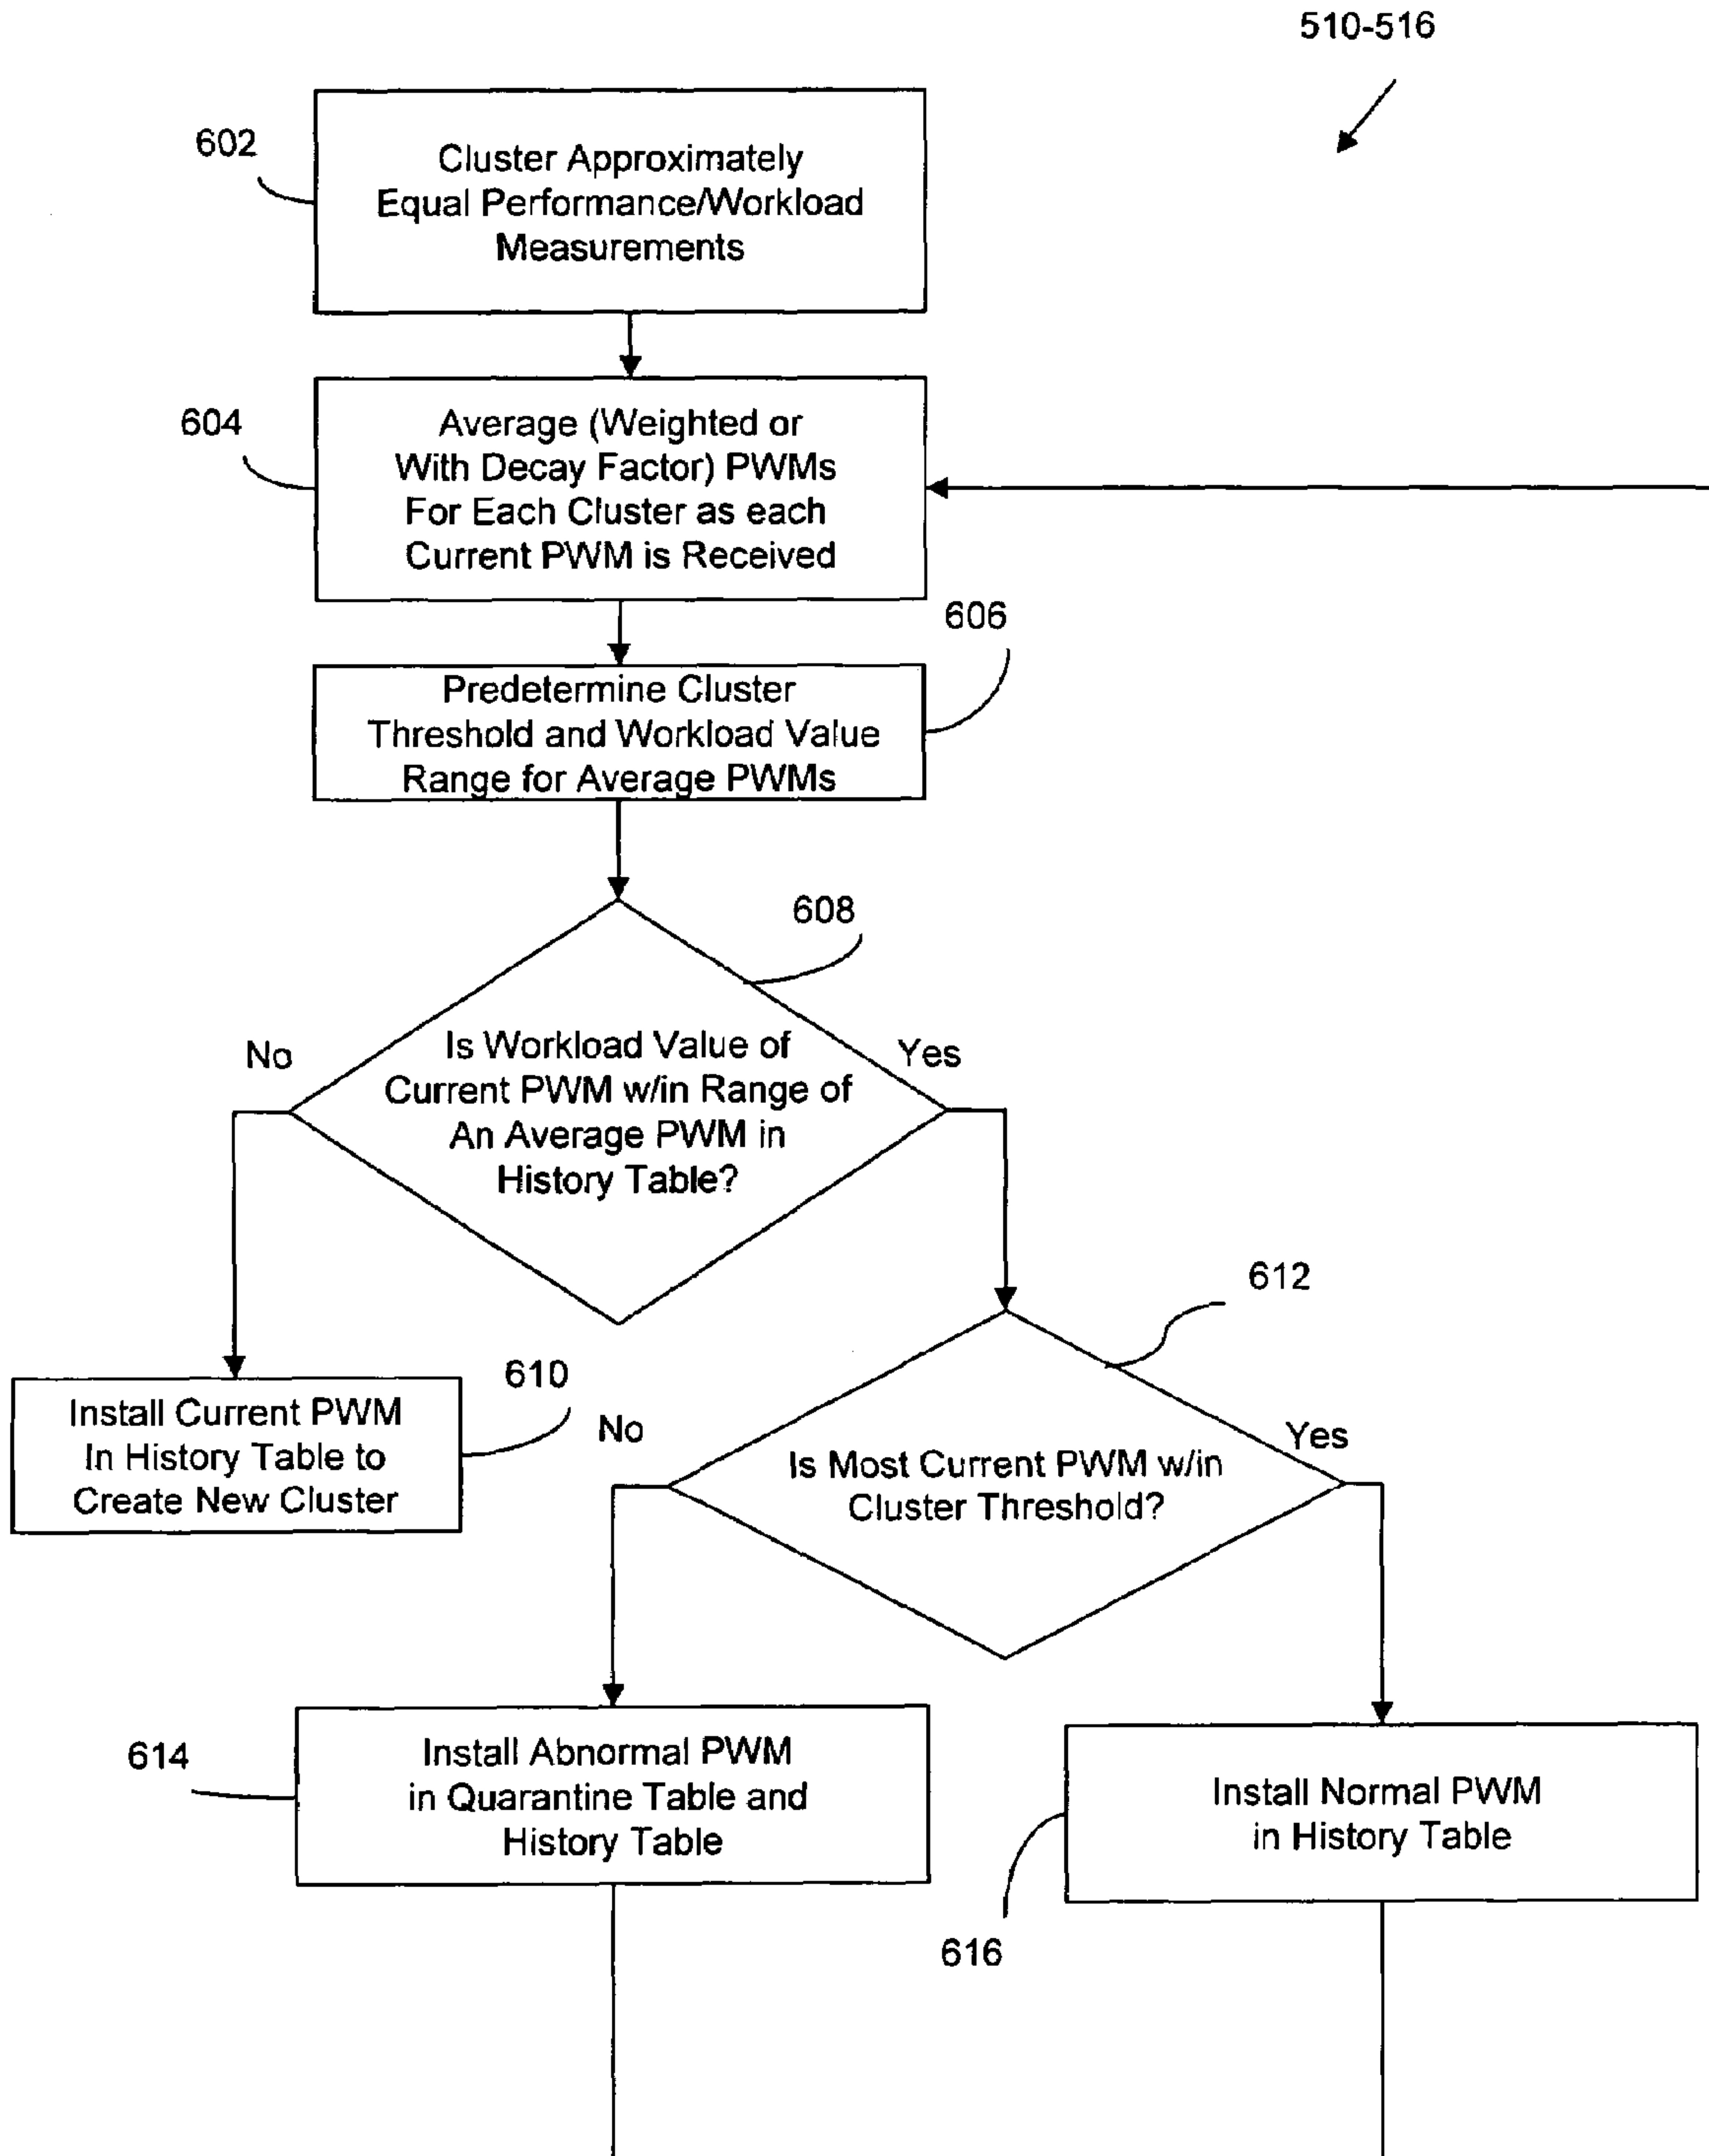 510-516
602
Cluster Approximately
Equal Performance/Workload
Measurements
604
Average (Weighted or
With Decay Factor) PWMs
For Each Cluster as each
Current PWM is Received
606
Predetermine Cluster
Threshold and Workload Value
Range for Average PWMs
608
No
Is Workload Value of
Current PWM w/in Range of
An Average PWM in
History Table?
Yes
610
Install Current PWM
In History Table to
Create New Cluster
612
No
Is Most Current PWM w/in
Cluster Threshold?
Yes
614
Install Abnormal PWM
in Quarantine Table and
History Table
616
Install Normal PWM
in History Table